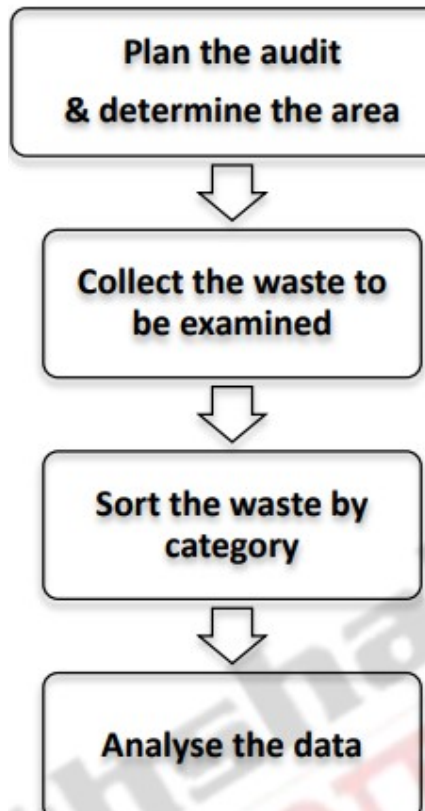 Plan the audit
& determine the area
Collect the waste to
be examined
Sort the waste by
category
Analyse the data